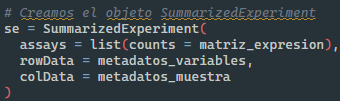 # Creamos el objeto SummarizedExperiment
se = SummarizedExperiment(
  assays = list(counts = matriz_expresion),
  rowData = metadatos_variables,
  colData = metadatos_muestra
)